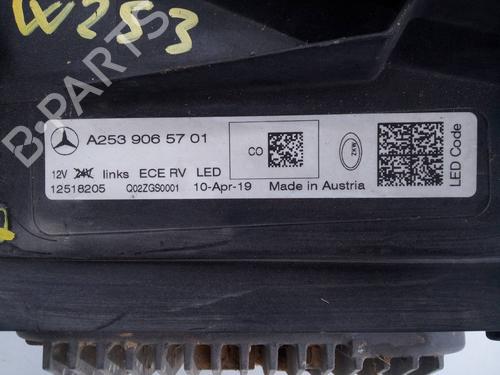 W253
B-PARTS
A253 906 57 01
CO
ZKW
LED Code
12V 24V links ECE RV LED
12518205 Q02ZGS0001 10-Apr-19 Made in Austria